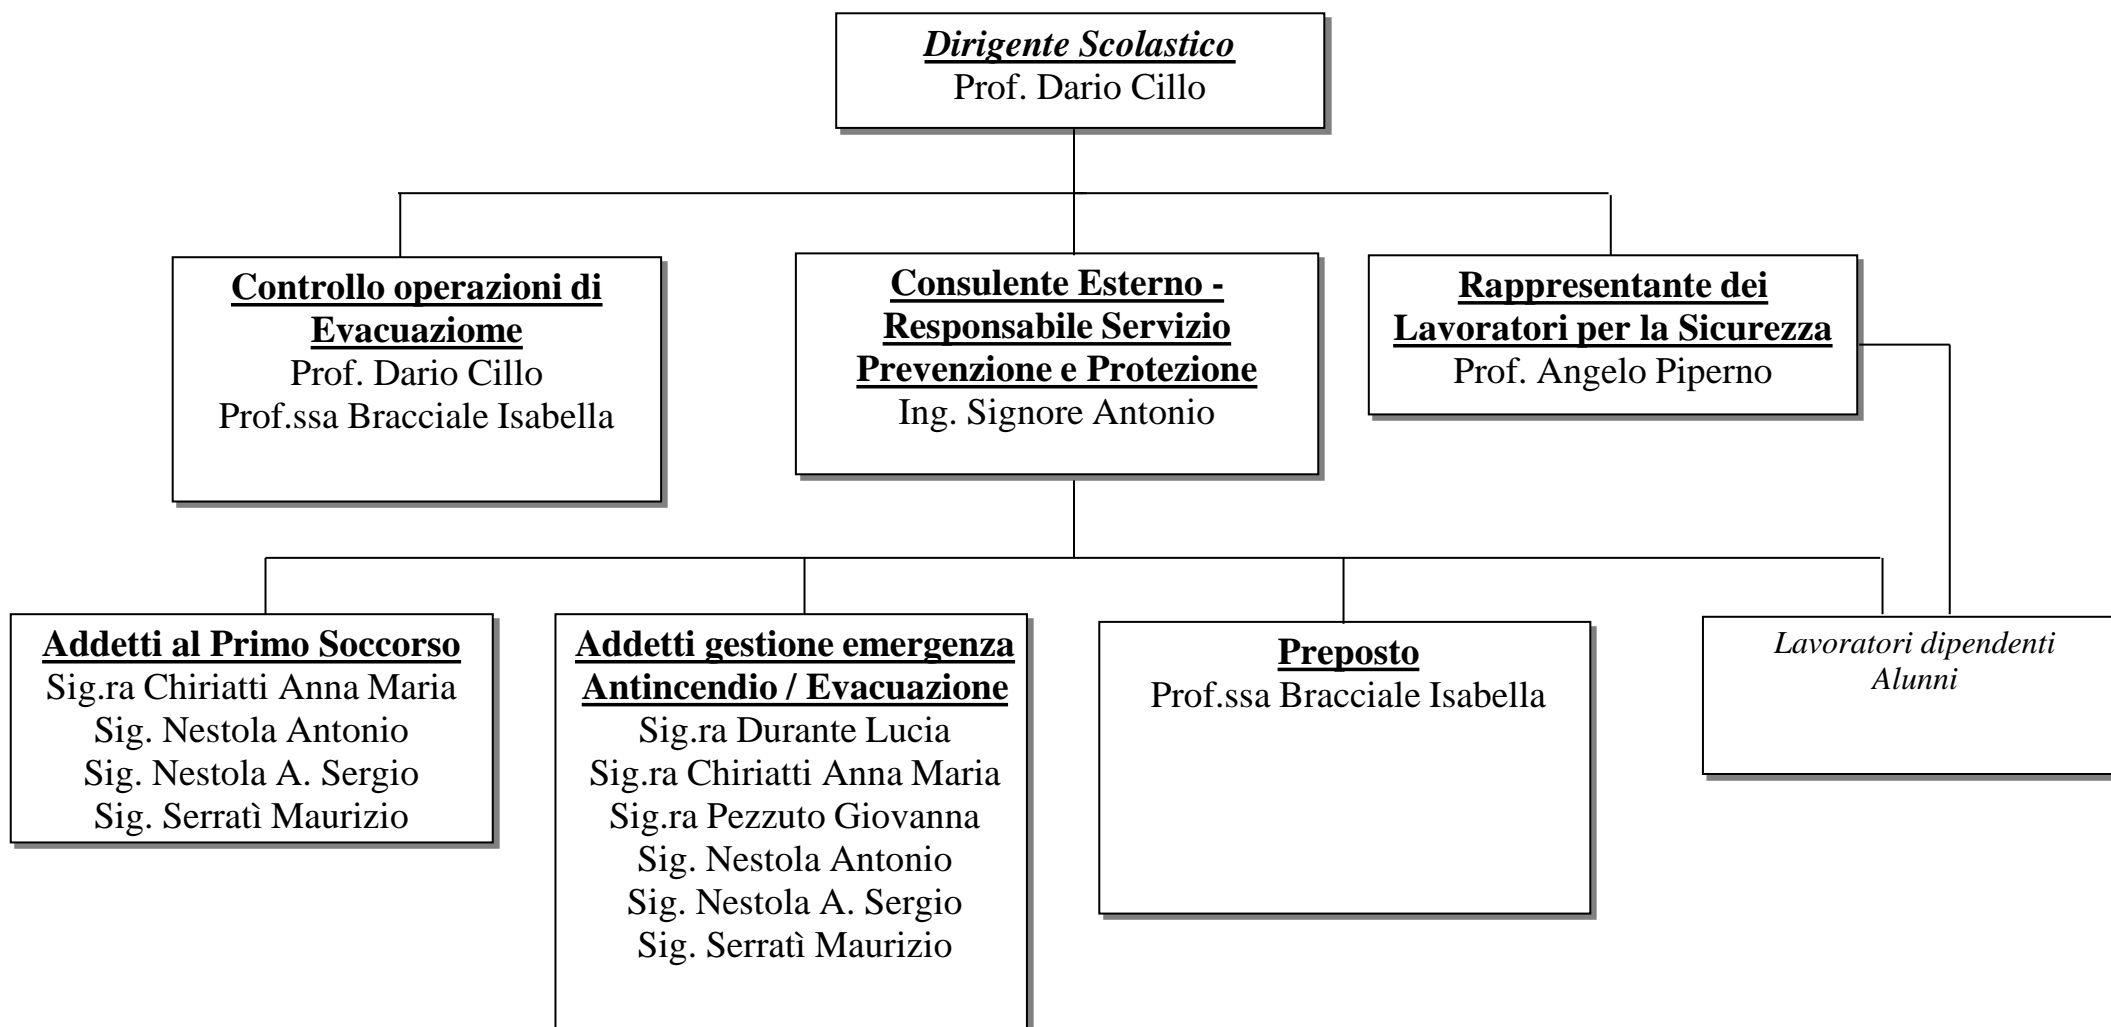 Dirigente Scolastico
Prof. Dario Cillo
Controllo operazioni di
Evacuaziome
Prof. Dario Cillo
Prof.ssa Bracciale Isabella
Consulente Esterno -
Responsabile Servizio
Prevenzione e Protezione
Ing. Signore Antonio
Rappresentante dei
Lavoratori per la Sicurezza
Prof. Angelo Piperno
Addetti al Primo Soccorso
Sig.ra Chiriatti Anna Maria
Sig. Nestola Antonio
Sig. Nestola A. Sergio
Sig. Serratì Maurizio
Addetti gestione emergenza
Antincendio / Evacuazione
Sig.ra Durante Lucia
Sig.ra Chiriatti Anna Maria
Sig.ra Pezzuto Giovanna
Sig. Nestola Antonio
Sig. Nestola A. Sergio
Sig. Serratì Maurizio
Preposto
Prof.ssa Bracciale Isabella
Lavoratori dipendenti
Alunni